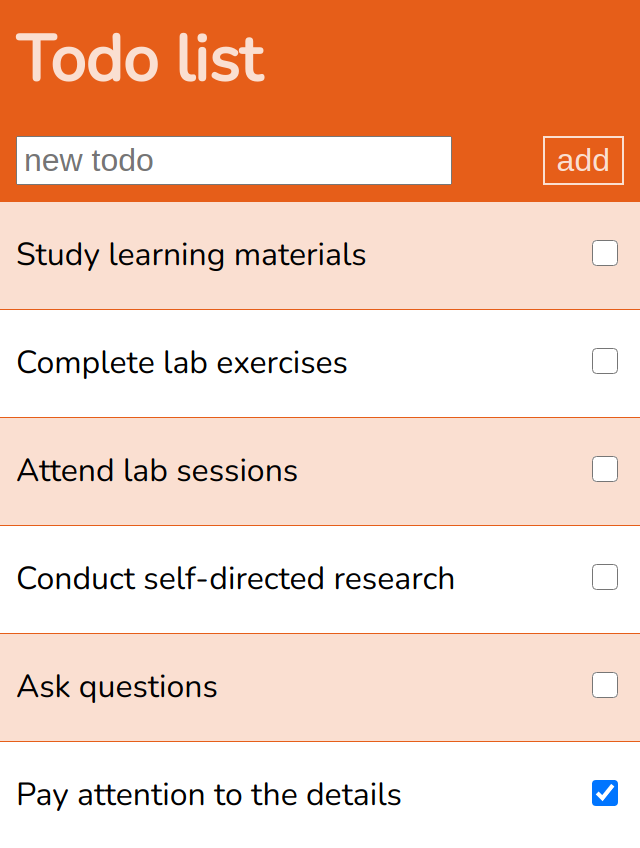 Todo list
new todo
add
Study learning materials
Complete lab exercises
Attend lab sessions
Conduct self-directed research
Ask questions
Pay attention to the details